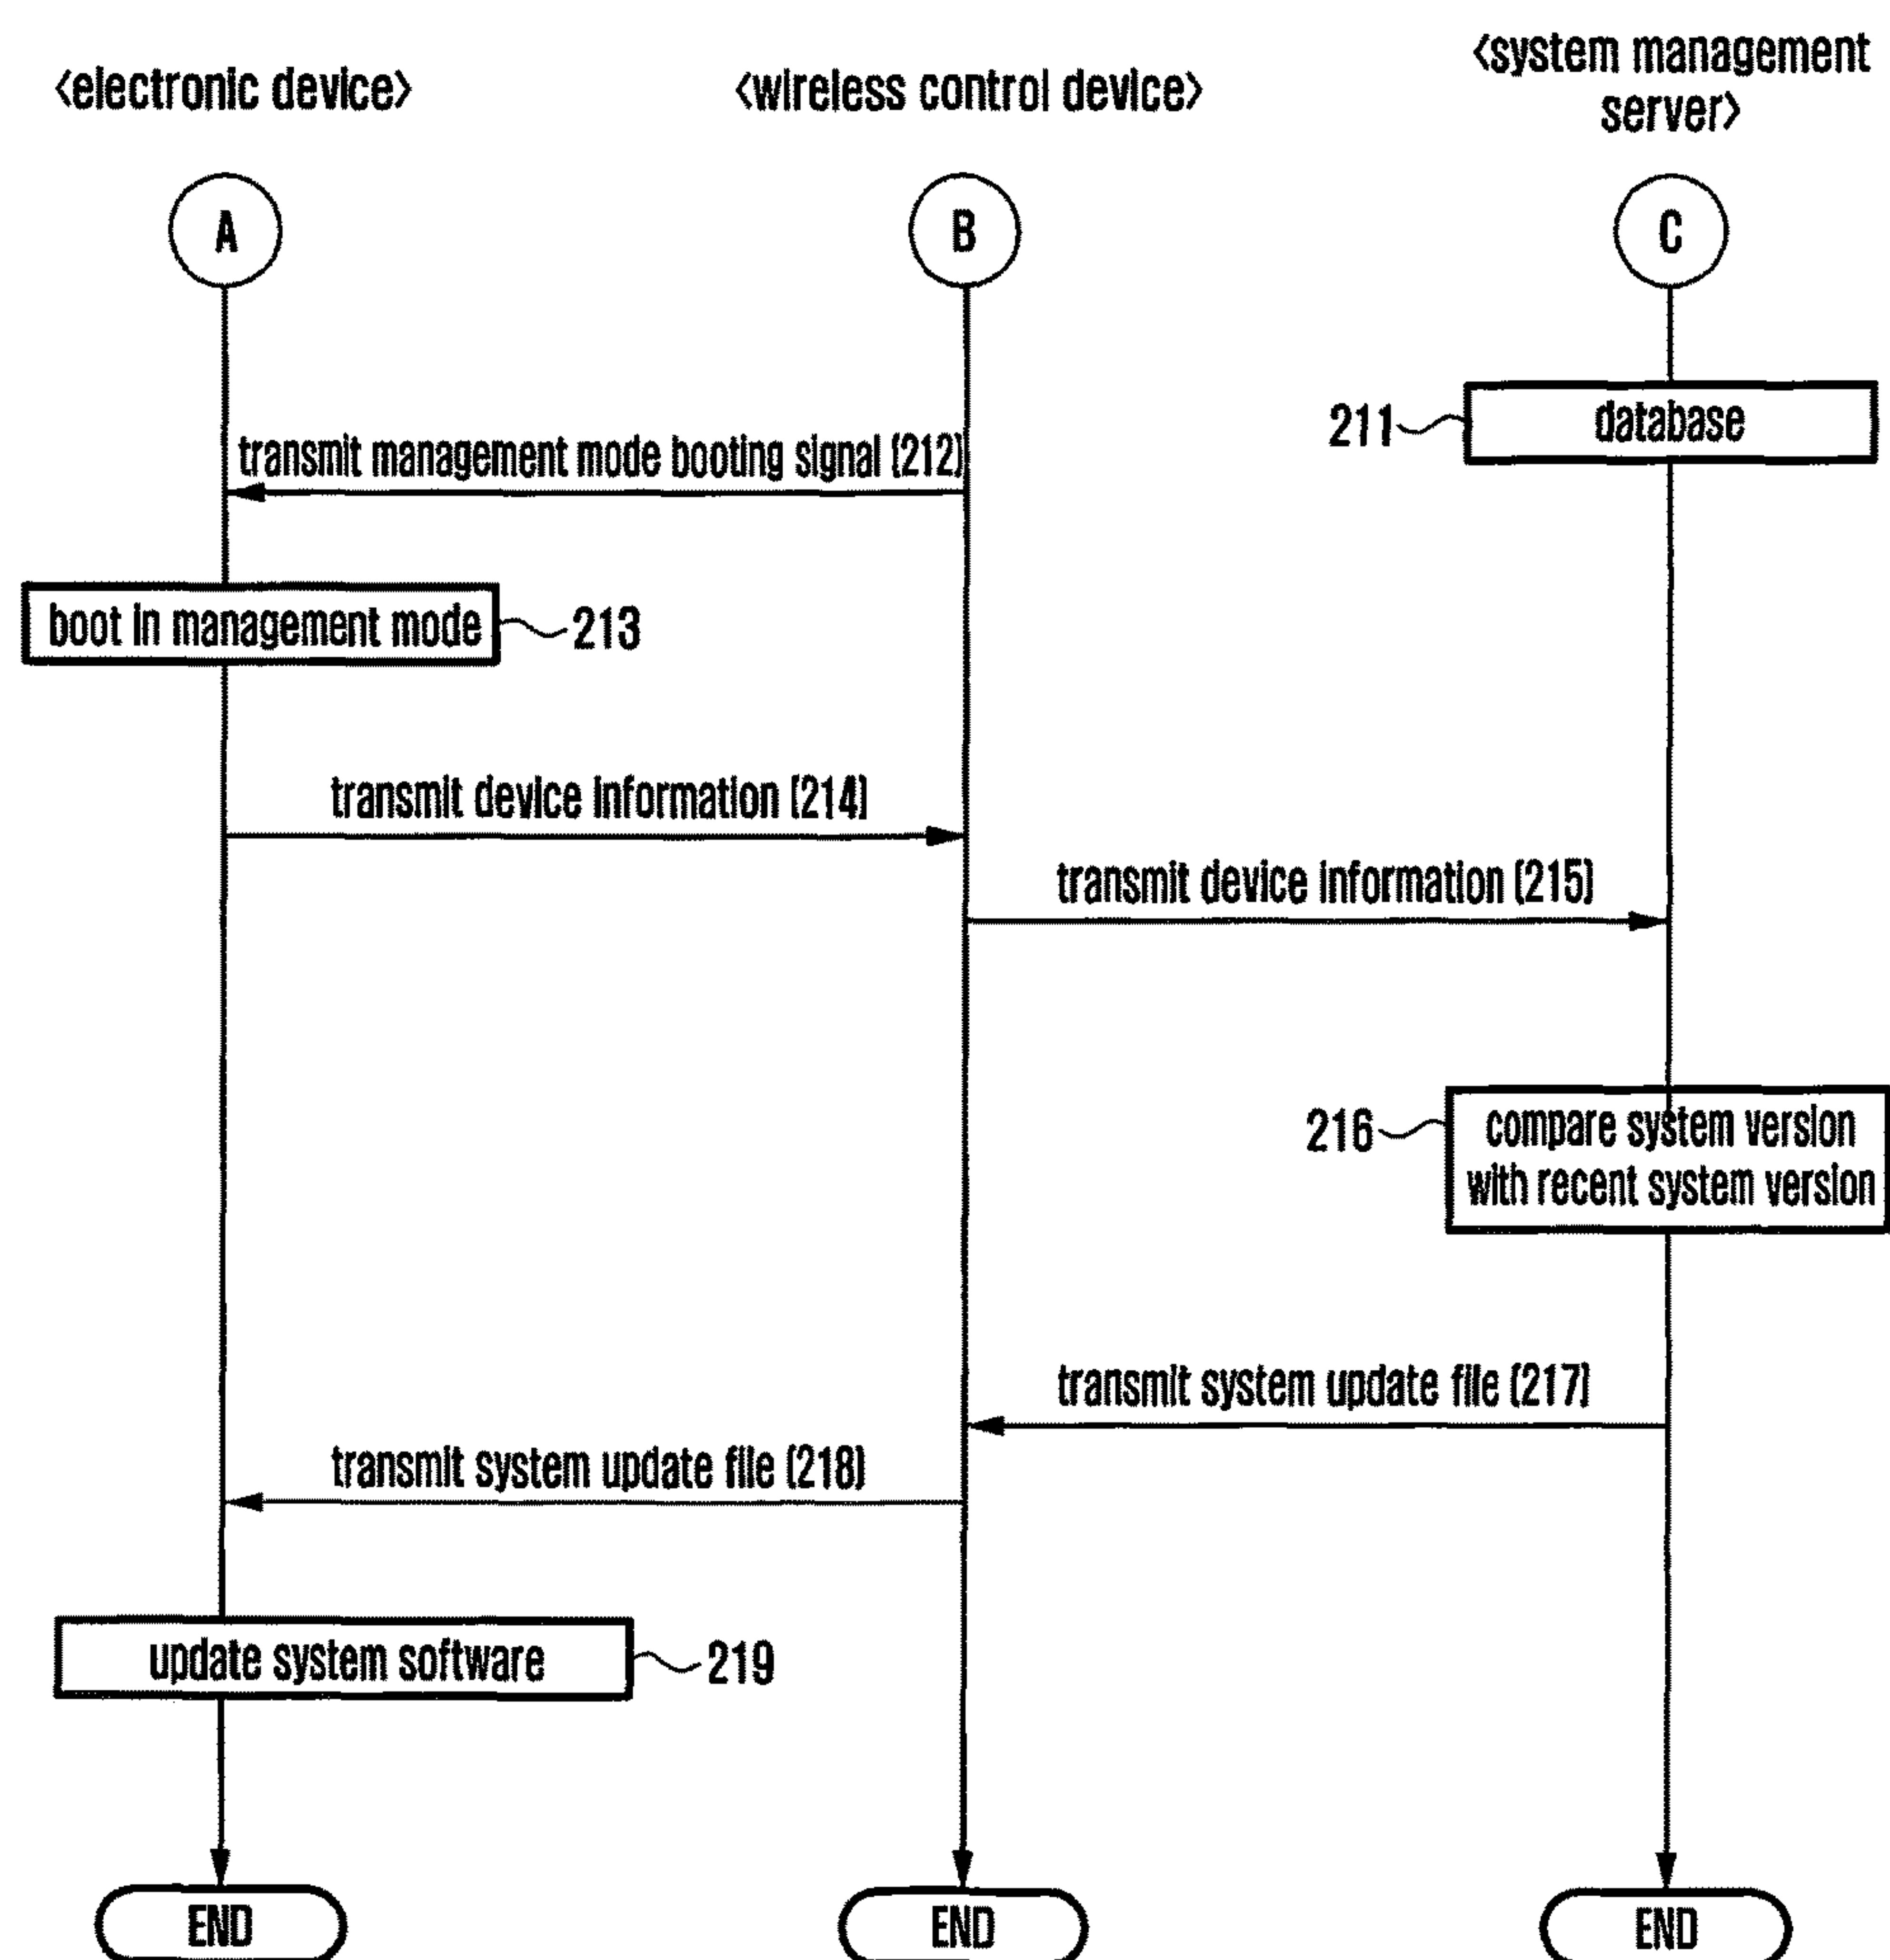 <electronic device>
<wireless control device>
<system management
server>
A
B
C
211
database
transmit management mode booting signal (212)
boot in management mode
213
transmit device information (214)
transmit device information (215)
216
compare system version
with recent system version
transmit system update file (217)
transmit system update file (218)
update system software
219
END
END
END